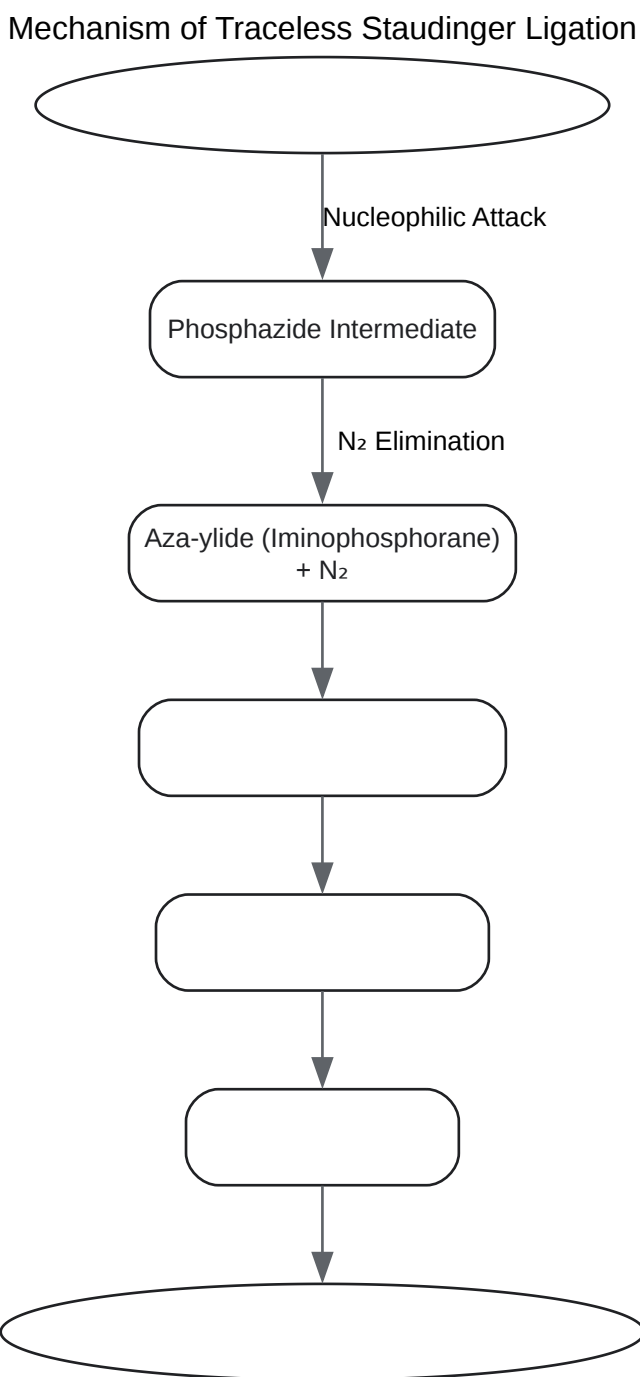 Mechanism of Traceless Staudinger Ligation
Nucleophilic Attack
Phosphazide Intermediate
N₂ Elimination
Aza-ylide (Iminophosphorane)
+ N₂